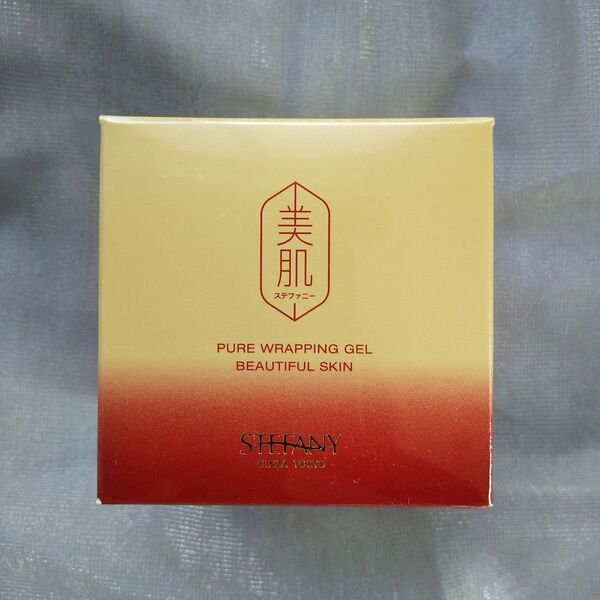 美
肌
ステファニー
PURE WRAPPING GEL
BEAUTIFUL SKIN
STEFANY
GINZA TOKYO